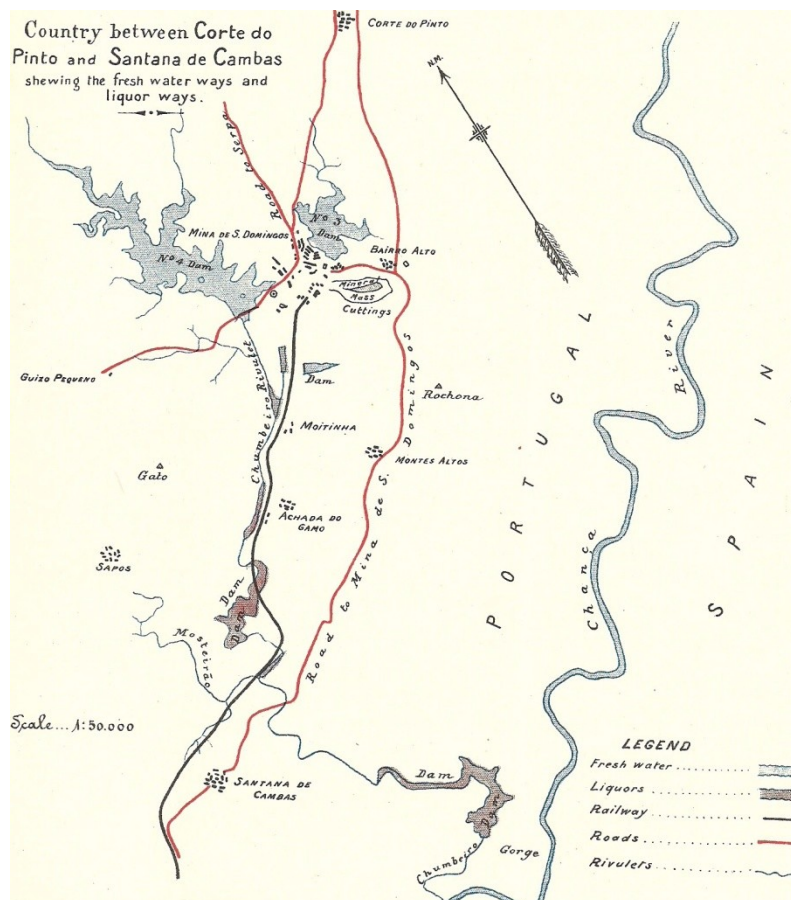 Country between Corte do
Pinto and Santana de Cambas
shewing the fresh water ways and
liquor ways.
CORTE DO PINTO
N.M.
Road to Serpa
Nº 3
Dam
MINA DE S. DOMINGOS
BAIRRO ALTO
Nº 4 Dam
Mineral
Mass
Cuttings
GUIZO PEQUENO
Chumbeiro Rivulet
Dam
Rochona
River
MOITINHA
MONTES ALTOS
PORTUGAL
SPAIN
Gato
ACHADA DO
GAMO
SAPOS
Dam
Dam
Chança
Road to Mina de S. Domingos
Mosteirão
Scale... 1:50.000
SANTANA DE
CAMBAS
Dam
Dam
Chumbeiro
Gorge
LEGEND
Fresh water
Liquors
Railway
Roads
Rivulets